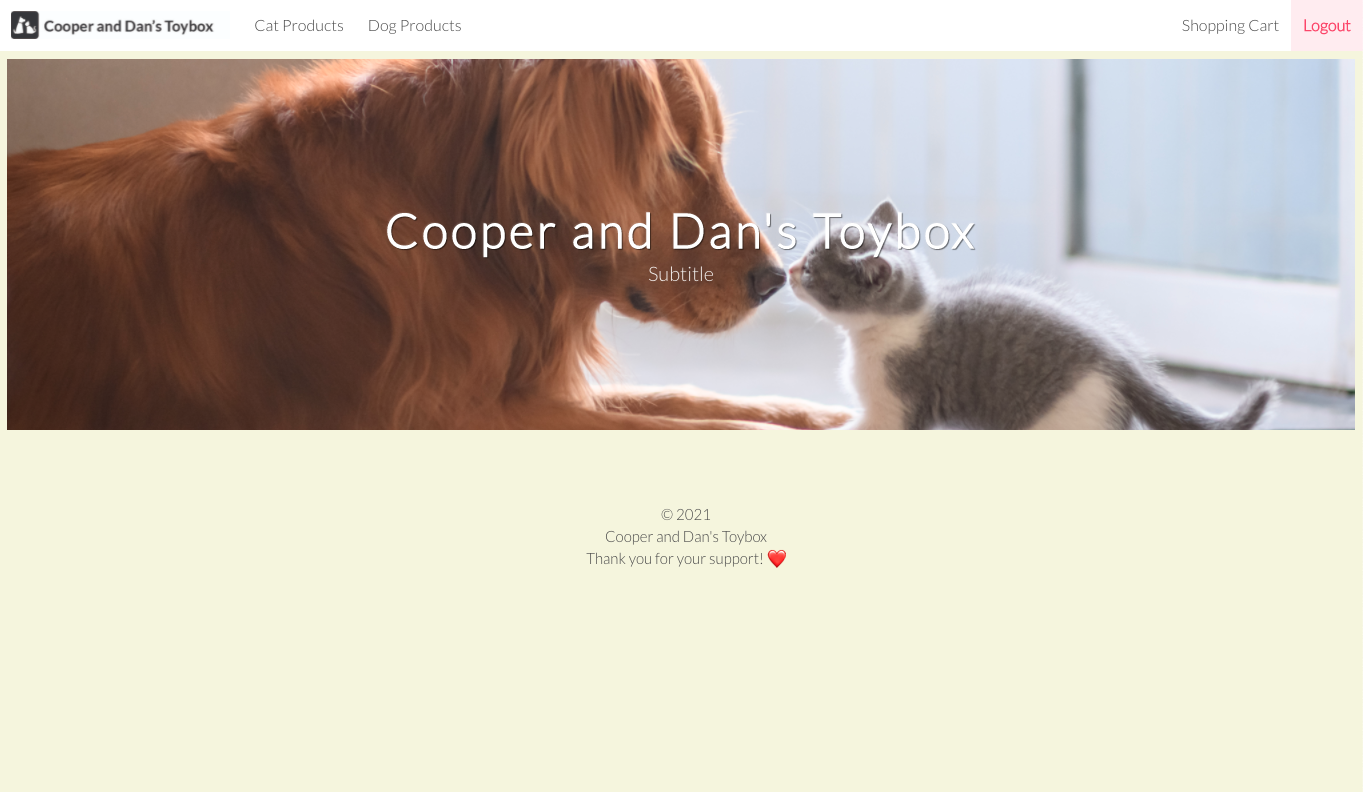 Cooper and Dan's Toybox
Cat Products
Dog Products
Shopping Cart
Logout
Cooper and Dan's Toybox
Subtitle
© 2021
Cooper and Dan's Toybox
Thank you for your support! ❤️